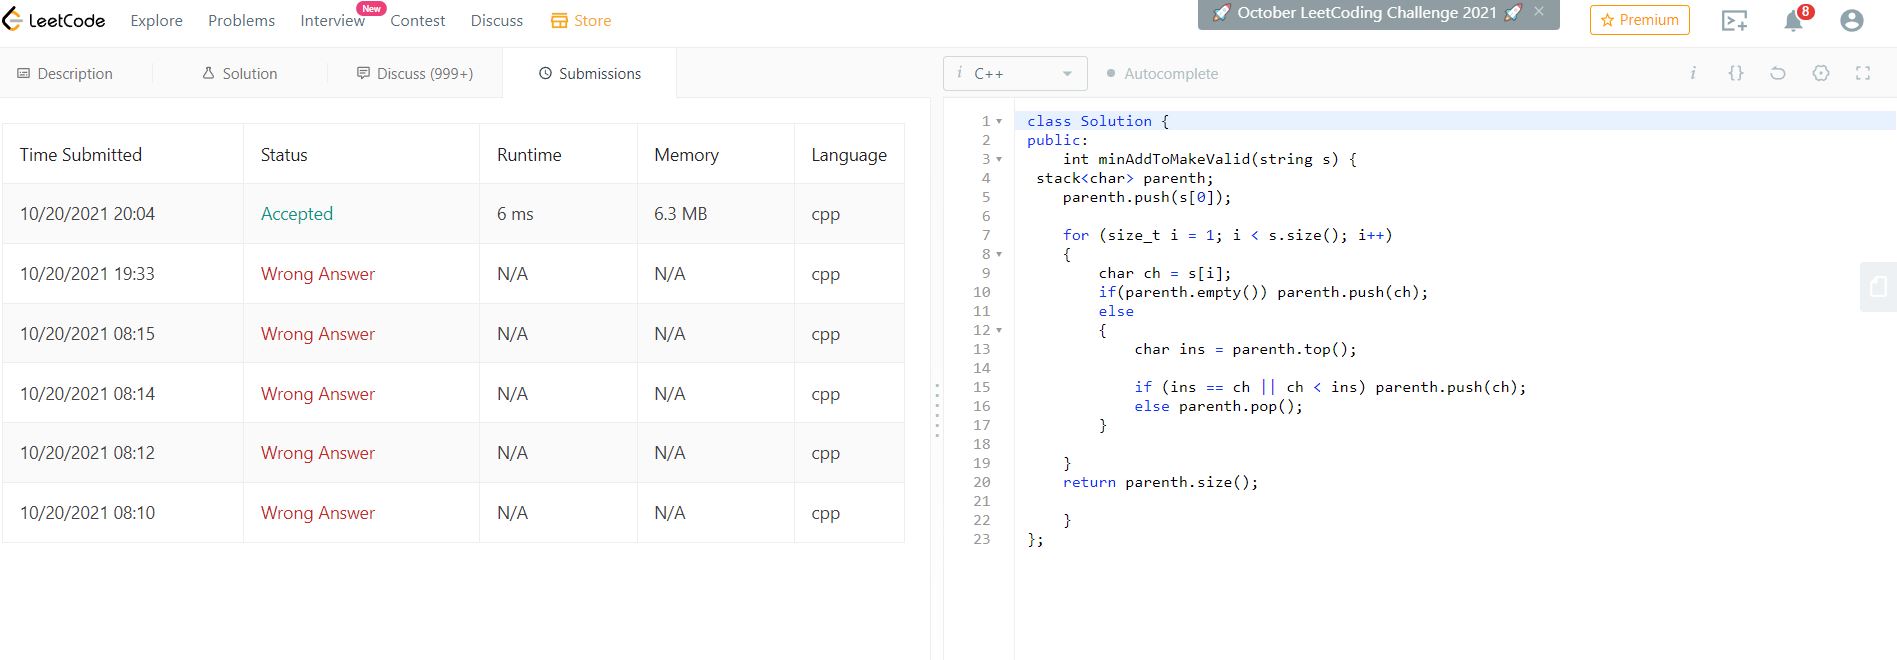 LeetCode Explore Problems Interview New Contest Discuss Store 🚀 October LeetCoding Challenge 2021 🚀 × Premium 8
Description Solution Discuss (999+) Submissions
i C++ Autocomplete i {}
Time Submitted Status Runtime Memory Language
10/20/2021 20:04 Accepted 6 ms 6.3 MB cpp
10/20/2021 19:33 Wrong Answer N/A N/A cpp
10/20/2021 08:15 Wrong Answer N/A N/A cpp
10/20/2021 08:14 Wrong Answer N/A N/A cpp
10/20/2021 08:12 Wrong Answer N/A N/A cpp
10/20/2021 08:10 Wrong Answer N/A N/A cpp
1 class Solution {
2 public:
3     int minAddToMakeValid(string s) {
4  stack<char> parenth;
5     parenth.push(s[0]);
6
7     for (size_t i = 1; i < s.size(); i++)
8     {
9         char ch = s[i];
10         if(parenth.empty()) parenth.push(ch);
11         else
12         {
13             char ins = parenth.top();
14
15             if (ins == ch || ch < ins) parenth.push(ch);
16             else parenth.pop();
17         }
18
19     }
20     return parenth.size();
21
22     }
23 };